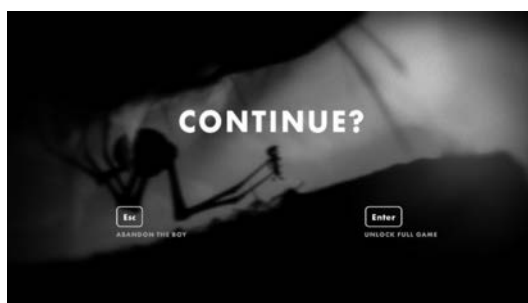 CONTINUE?
Esc
ABANDON THE BOY
Enter
UNLOCK FULL GAME